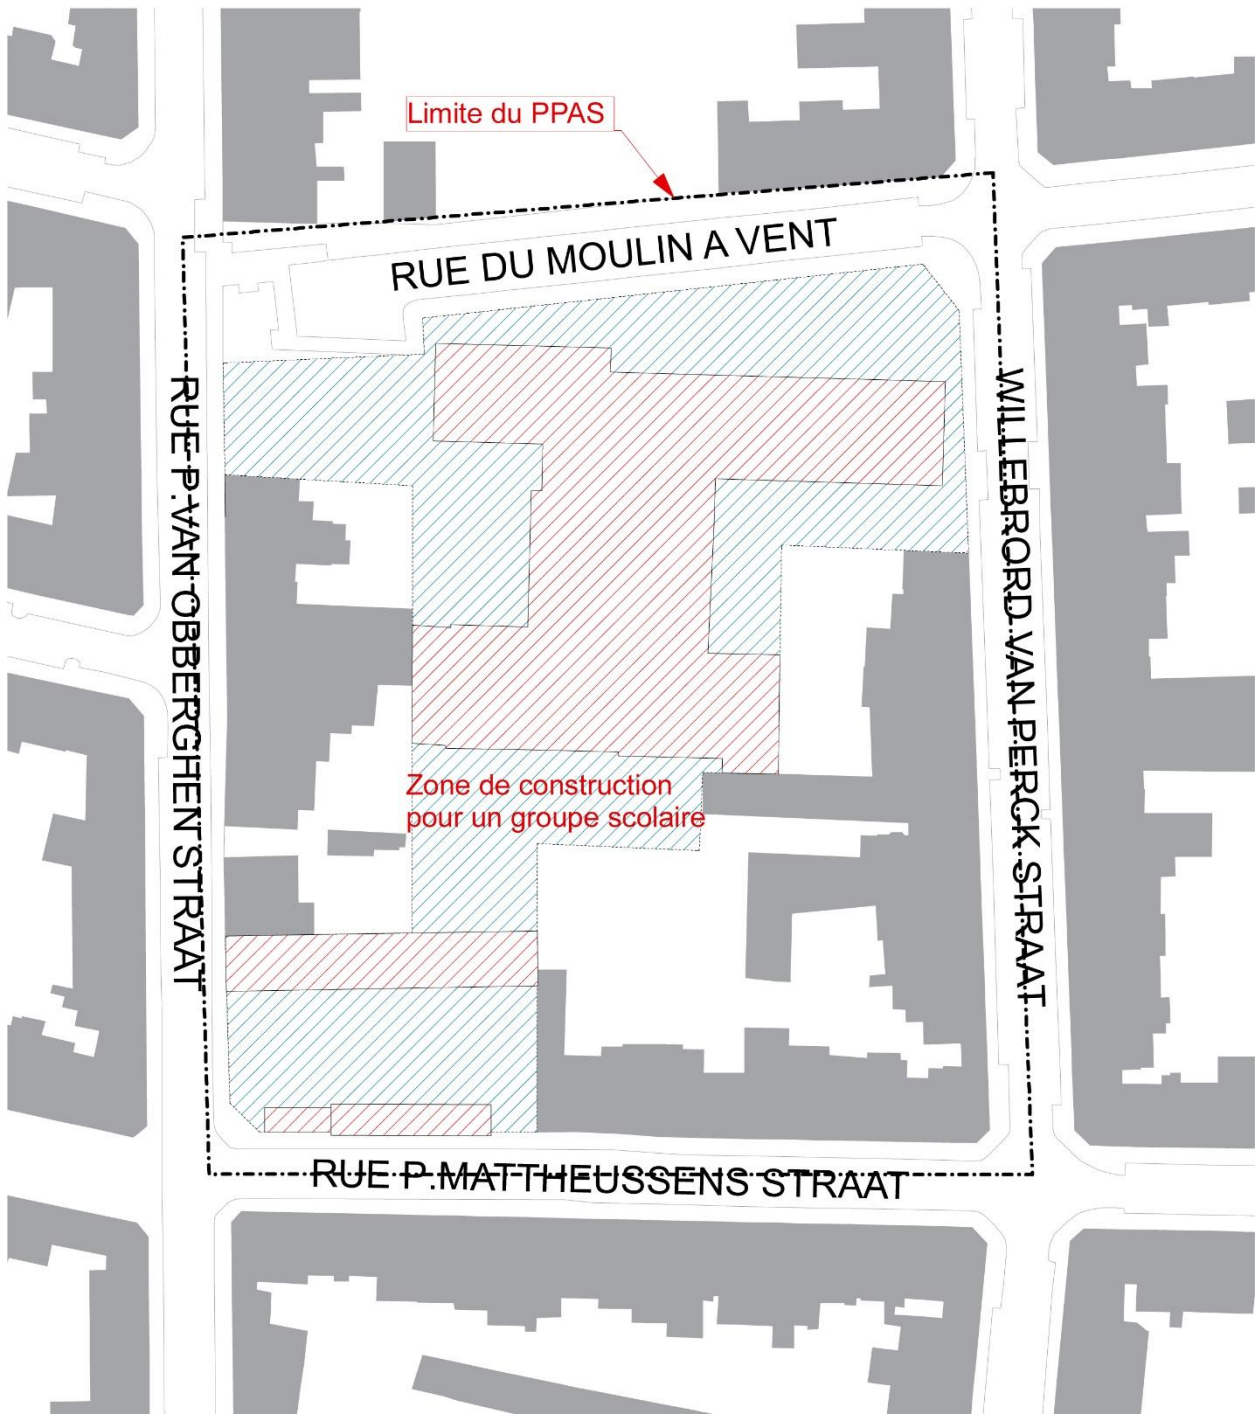 Limite du PPAS
RUE DU MOULIN A VENT
RUE P.VAN OBBERGHEN STRAAT
WILLEBRORD VAN PERCK STRAAT
Zone de construction
pour un groupe scolaire
RUE P.MATTHEUSSENS STRAAT